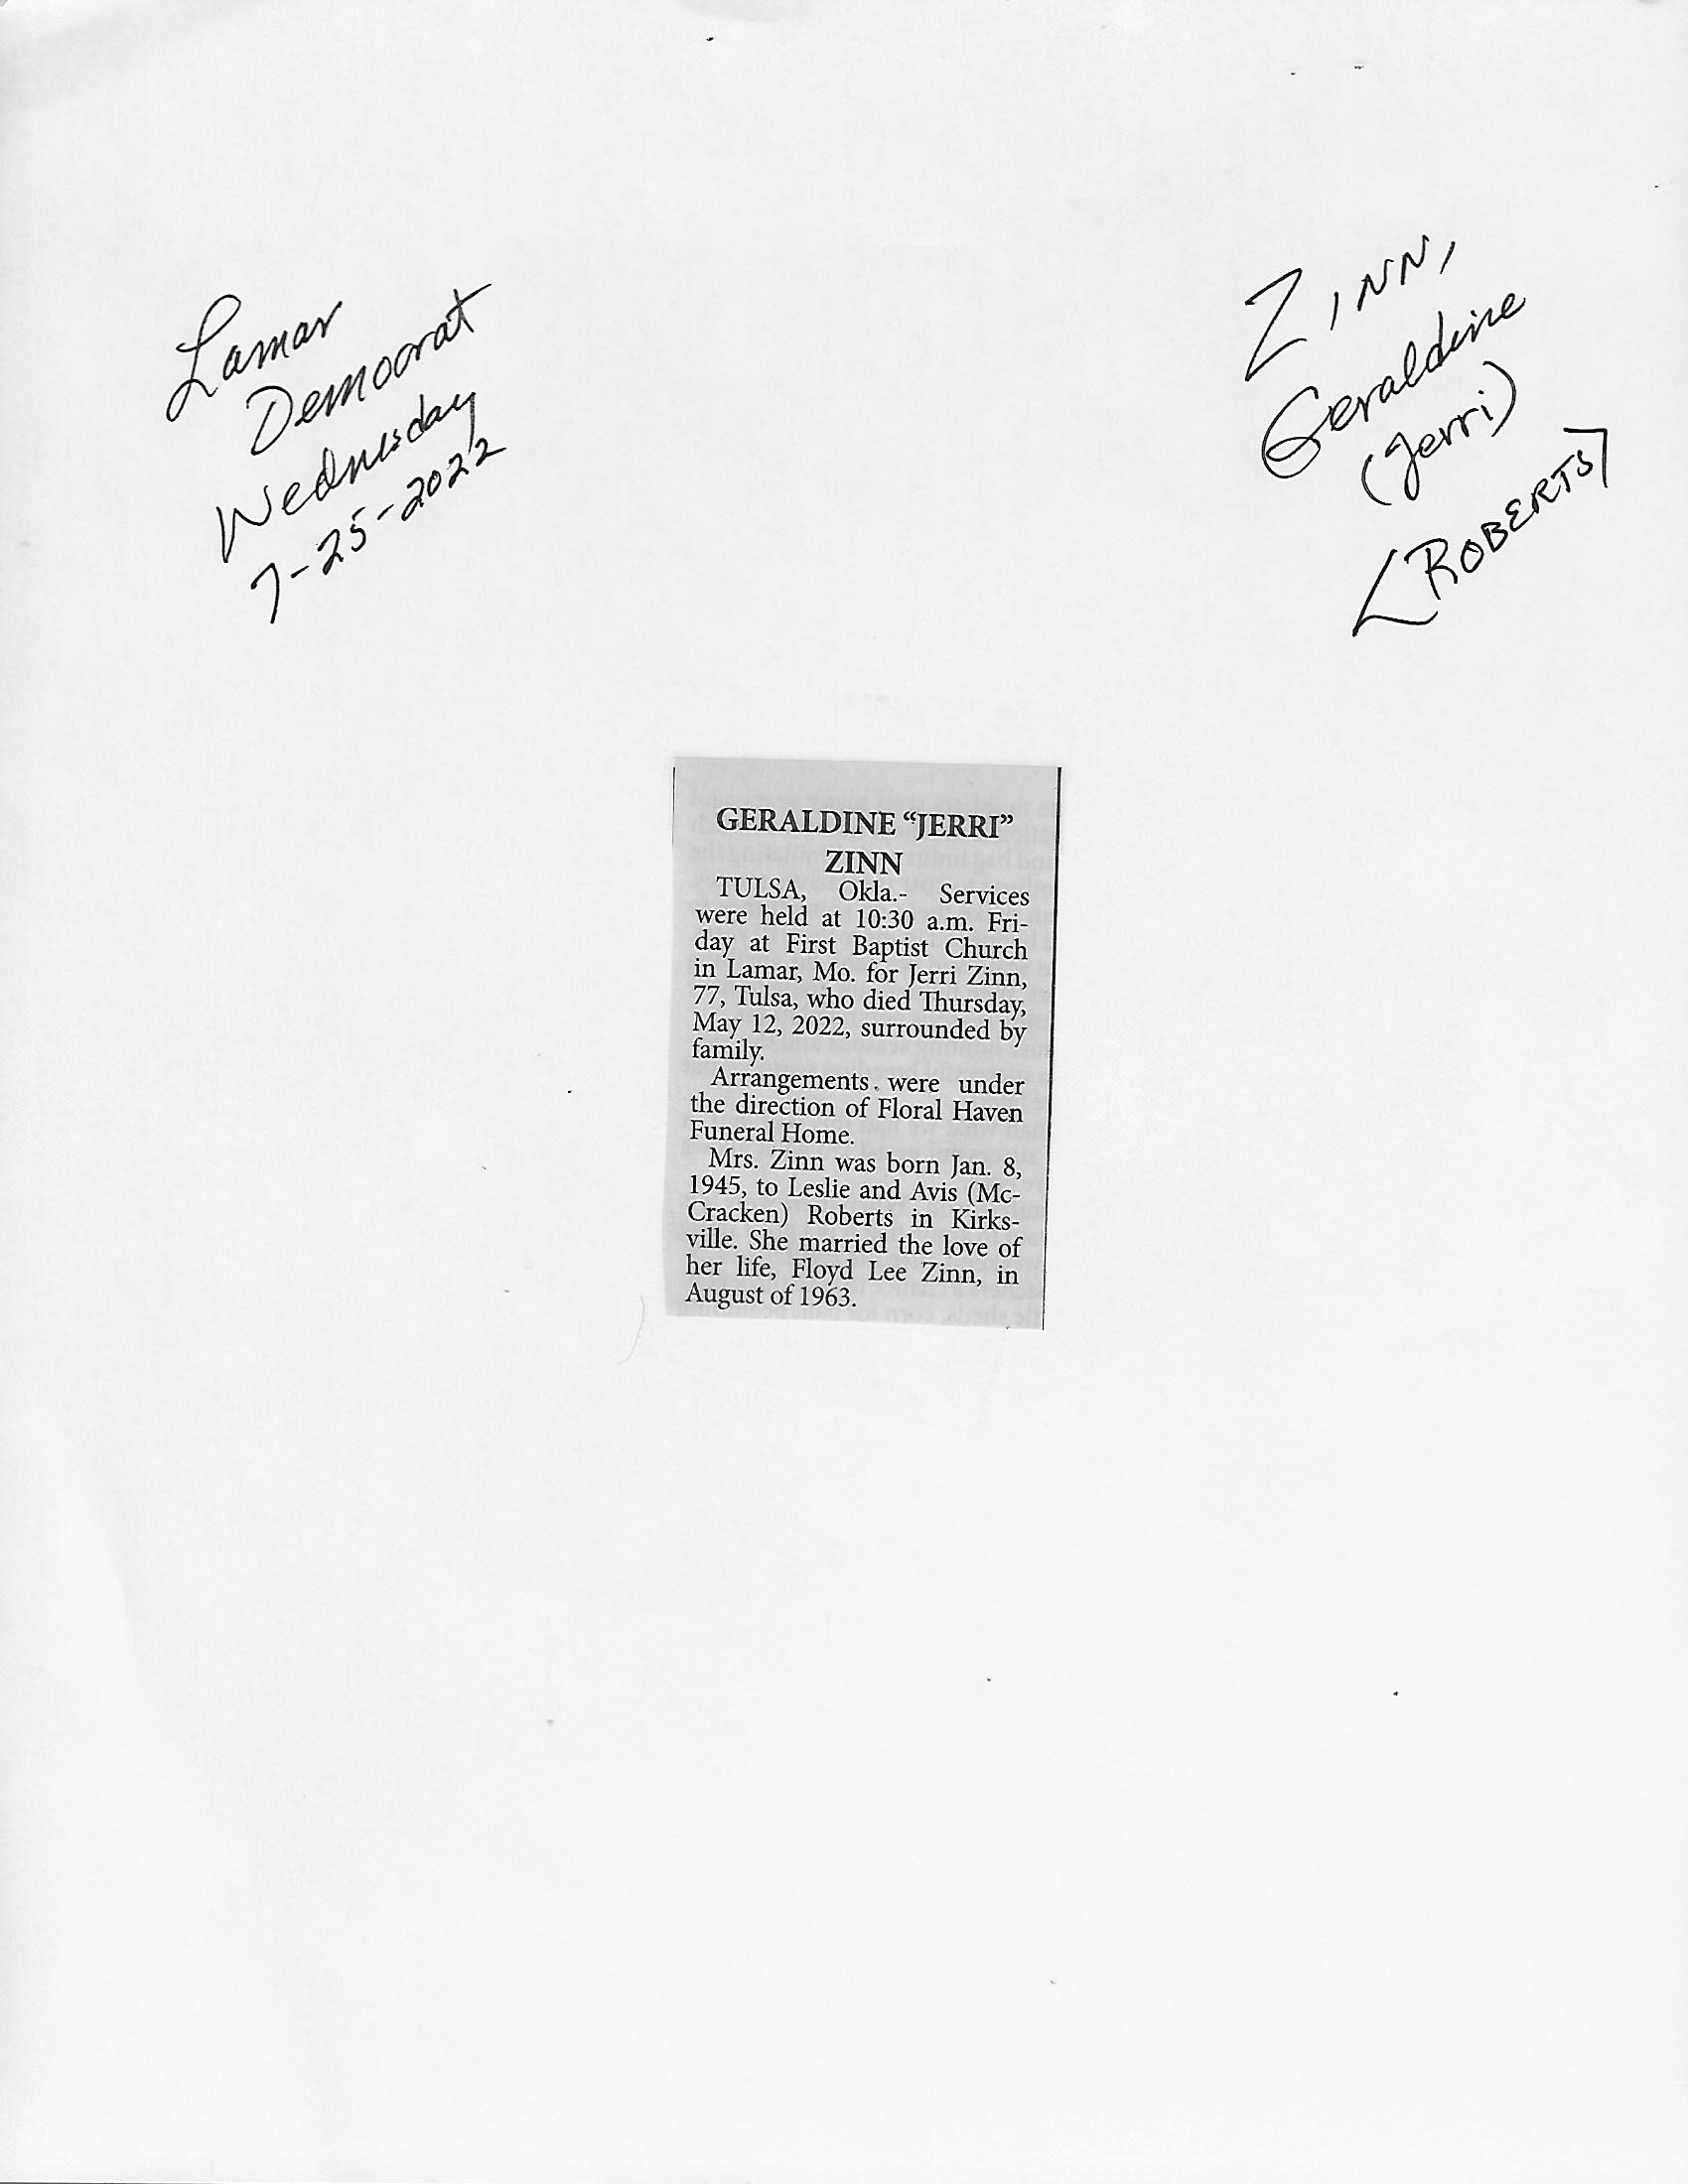 Lamar
Democrat
Wednesday
7-25-2022
ZINN,
Geraldine
(Jerri)
[ROBERTS]
GERALDINE “JERRI”
ZINN
TULSA, Okla.- Services
were held at 10:30 a.m. Fri-
day at First Baptist Church
in Lamar, Mo. for Jerri Zinn,
77, Tulsa, who died Thursday,
May 12, 2022, surrounded by
family.
Arrangements were under
the direction of Floral Haven
Funeral Home.
Mrs. Zinn was born Jan. 8,
1945, to Leslie and Avis (Mc-
Cracken) Roberts in Kirks-
ville. She married the love of
her life, Floyd Lee Zinn, in
August of 1963.